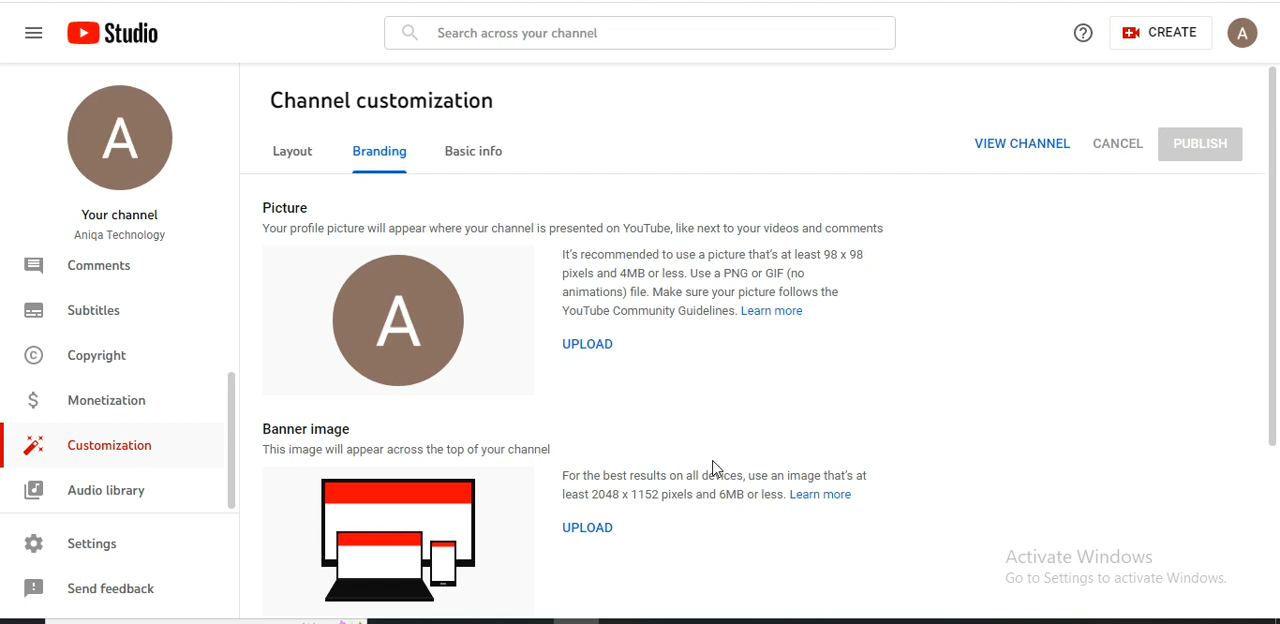 Studio
Search across your channel
CREATE
A
A
Your channel
Aniqa Technology
Comments
Subtitles
Copyright
Monetization
Customization
Audio library
Settings
Send feedback
Channel customization
Layout
Branding
Basic info
VIEW CHANNEL
CANCEL
PUBLISH
Picture
Your profile picture will appear where your channel is presented on YouTube, like next to your videos and comments
A
It's recommended to use a picture that's at least 98 x 98
pixels and 4MB or less. Use a PNG or GIF (no
animations) file. Make sure your picture follows the
YouTube Community Guidelines. Learn more
UPLOAD
Banner image
This image will appear across the top of your channel
For the best results on all devices, use an image that's at
least 2048 x 1152 pixels and 6MB or less. Learn more
UPLOAD
Activate Windows
Go to Settings to activate Windows.